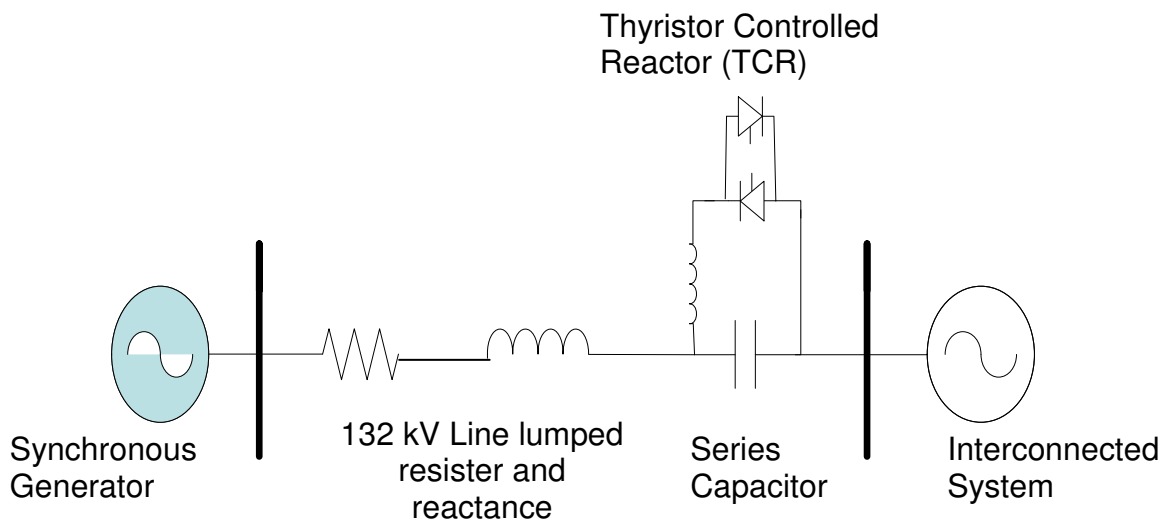 Thyristor Controlled
Reactor (TCR)
Synchronous
Generator
132 kV Line lumped
resister and
reactance
Series
Capacitor
Interconnected
System